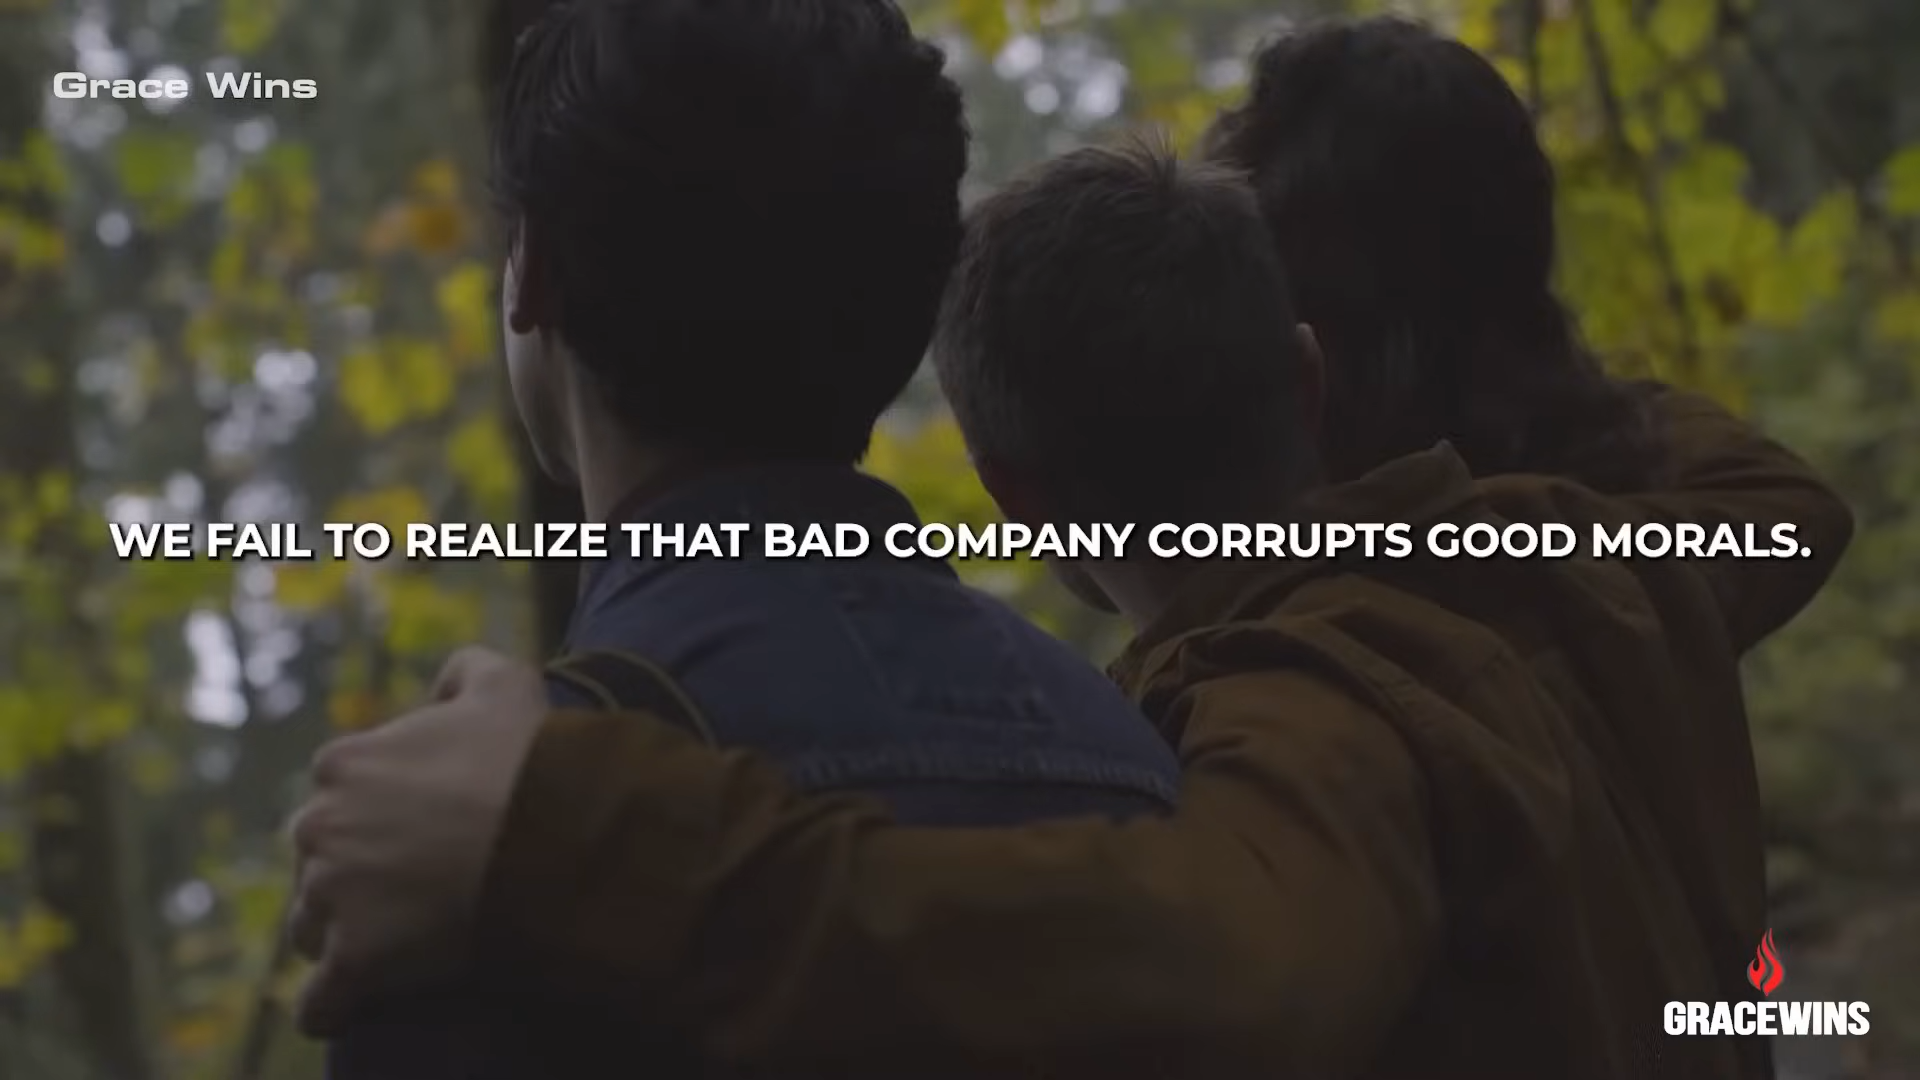 Grace Wins
WE FAIL TO REALIZE THAT BAD COMPANY CORRUPTS GOOD MORALS.
GRACEWINS